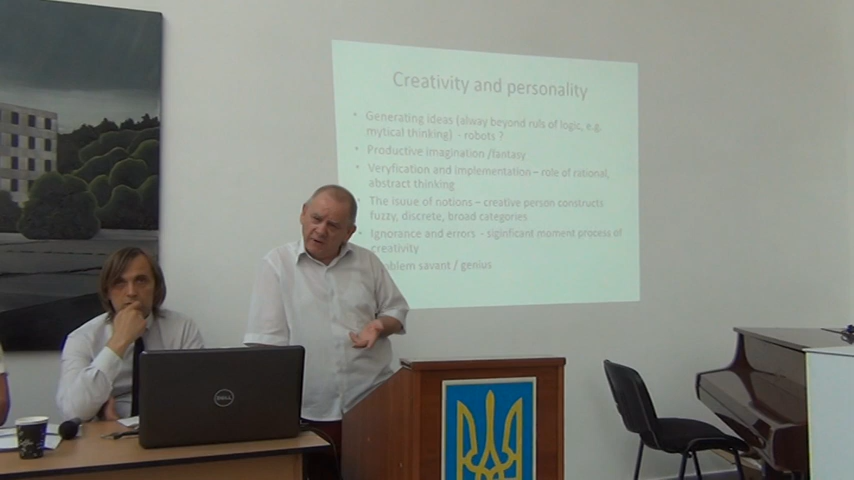 Creativity and personality
• Generating ideas (alway beyond ruls of logic, e.g.
mytical thinking) - robots ?
• Productive imagination /fantasy
• Veryfication and implementation – role of rational,
abstract thinking
• The issue of notions – creative person constructs
fuzzy, discrete, broad categories
• Ignorance and errors - siginficant moment process of
creativity
oblem savant / genius
DELL